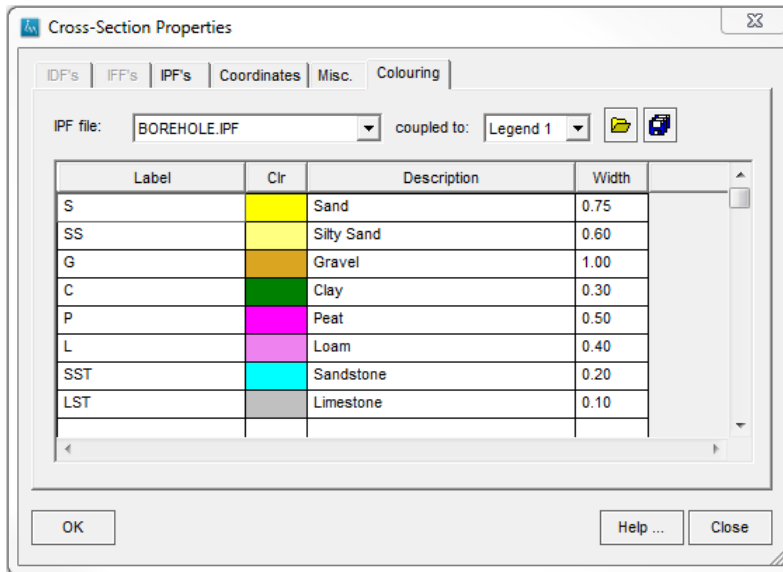 Cross-Section Properties
IDF's IFF's IPF's Coordinates Misc. Colouring
IPF file: BOREHOLE.IPF coupled to: Legend 1
Label Clr Description Width
S Sand 0.75
SS Silty Sand 0.60
G Gravel 1.00
C Clay 0.30
P Peat 0.50
L Loam 0.40
SST Sandstone 0.20
LST Limestone 0.10
OK Help ... Close